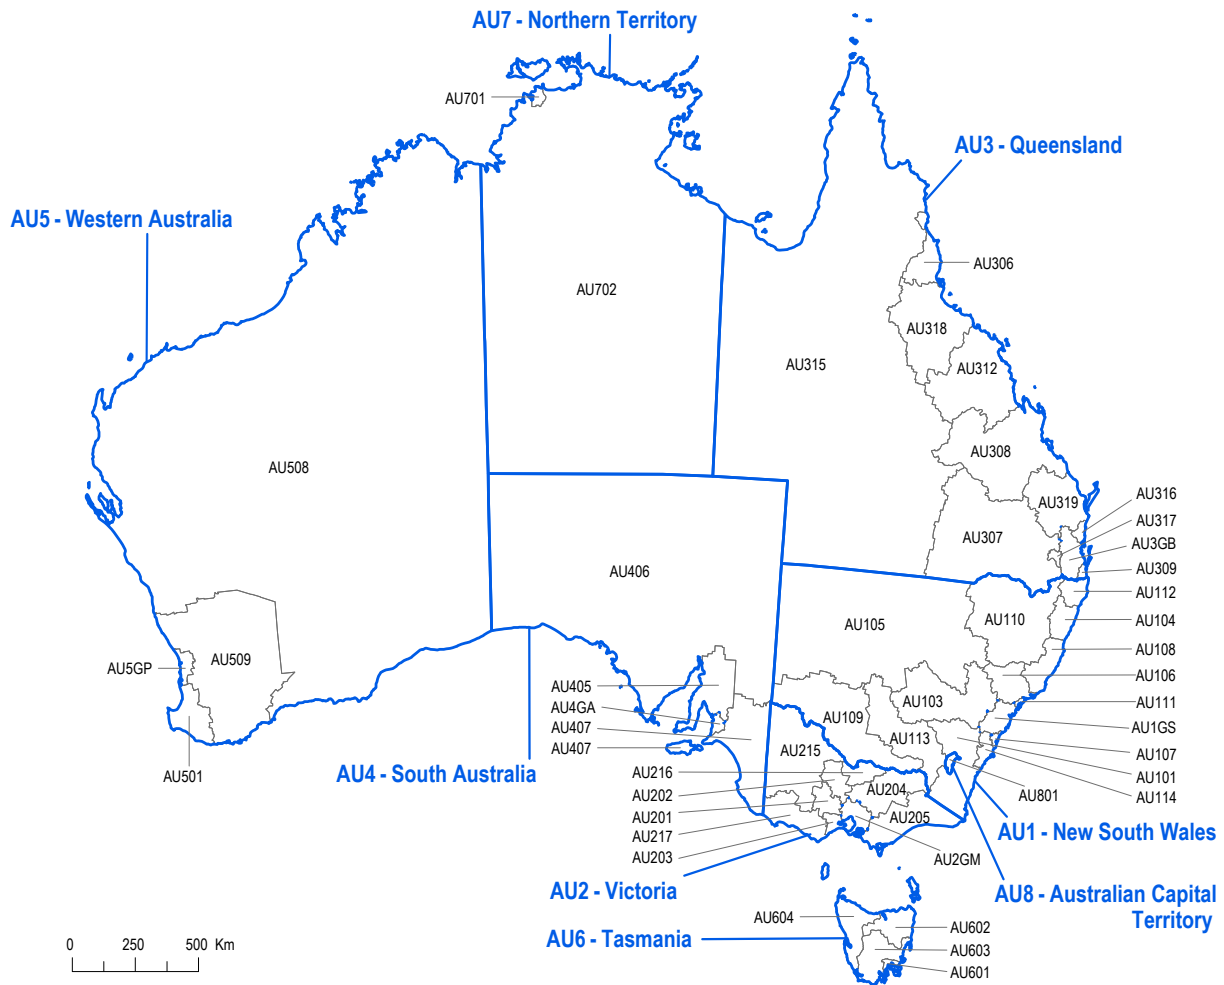 AU7 - Northern Territory
AU701
AU3 - Queensland
AU5 - Western Australia
AU306
AU702
AU318
AU315
AU312
AU308
AU508
AU316
AU319
AU317
AU307
AU3GB
AU309
AU406
AU112
AU110
AU104
AU105
AU108
AU5GP
AU509
AU106
AU405
AU103
AU111
AU4GA
AU109
AU1GS
AU407
AU113
AU407
AU215
AU107
AU501
AU4 - South Australia
AU216
AU101
AU202
AU204
AU801
AU114
AU201
AU205
AU217
AU1 - New South Wales
AU203
AU2GM
AU2 - Victoria
AU8 - Australian Capital
Territory
AU604
AU602
AU6 - Tasmania
AU603
AU601
0 250 500 Km